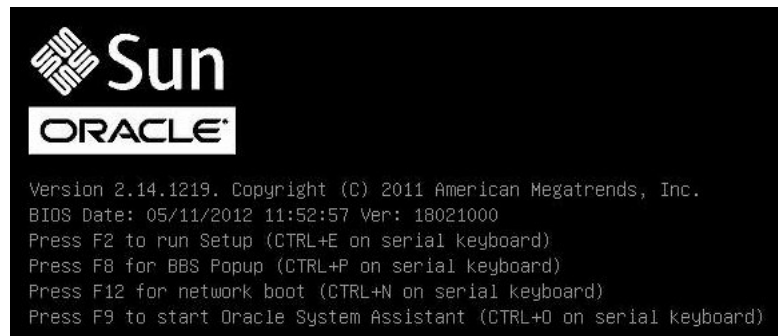 Sun
ORACLE
Version 2.14.1219. Copyright (C) 2011 American Megatrends, Inc.
BIOS Date: 05/11/2012 11:52:57 Ver: 18021000
Press F2 to run Setup (CTRL+E on serial keyboard)
Press F8 for BBS Popup (CTRL+P on serial keyboard)
Press F12 for network boot (CTRL+N on serial keyboard)
Press F9 to start Oracle System Assistant (CTRL+O on serial keyboard)